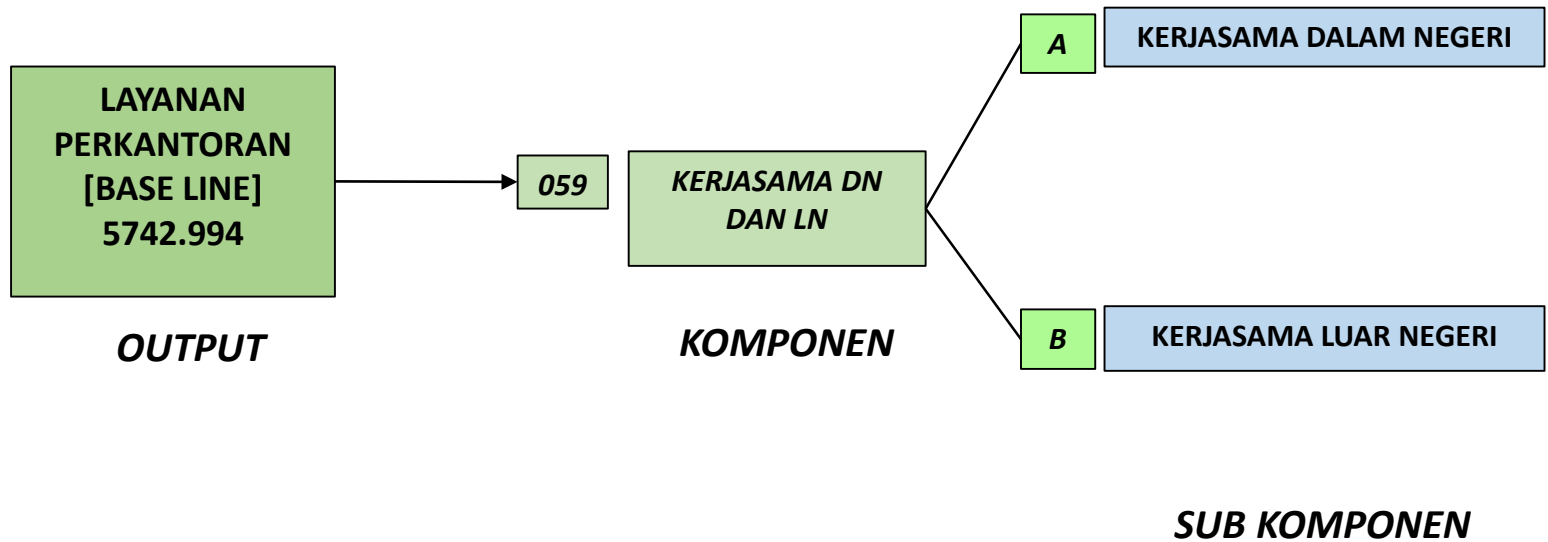 LAYANAN
PERKANTORAN
[BASE LINE]
5742.994
OUTPUT
059
KERJASAMA DN
DAN LN
KOMPONEN
A
KERJASAMA DALAM NEGERI
B
KERJASAMA LUAR NEGERI
SUB KOMPONEN